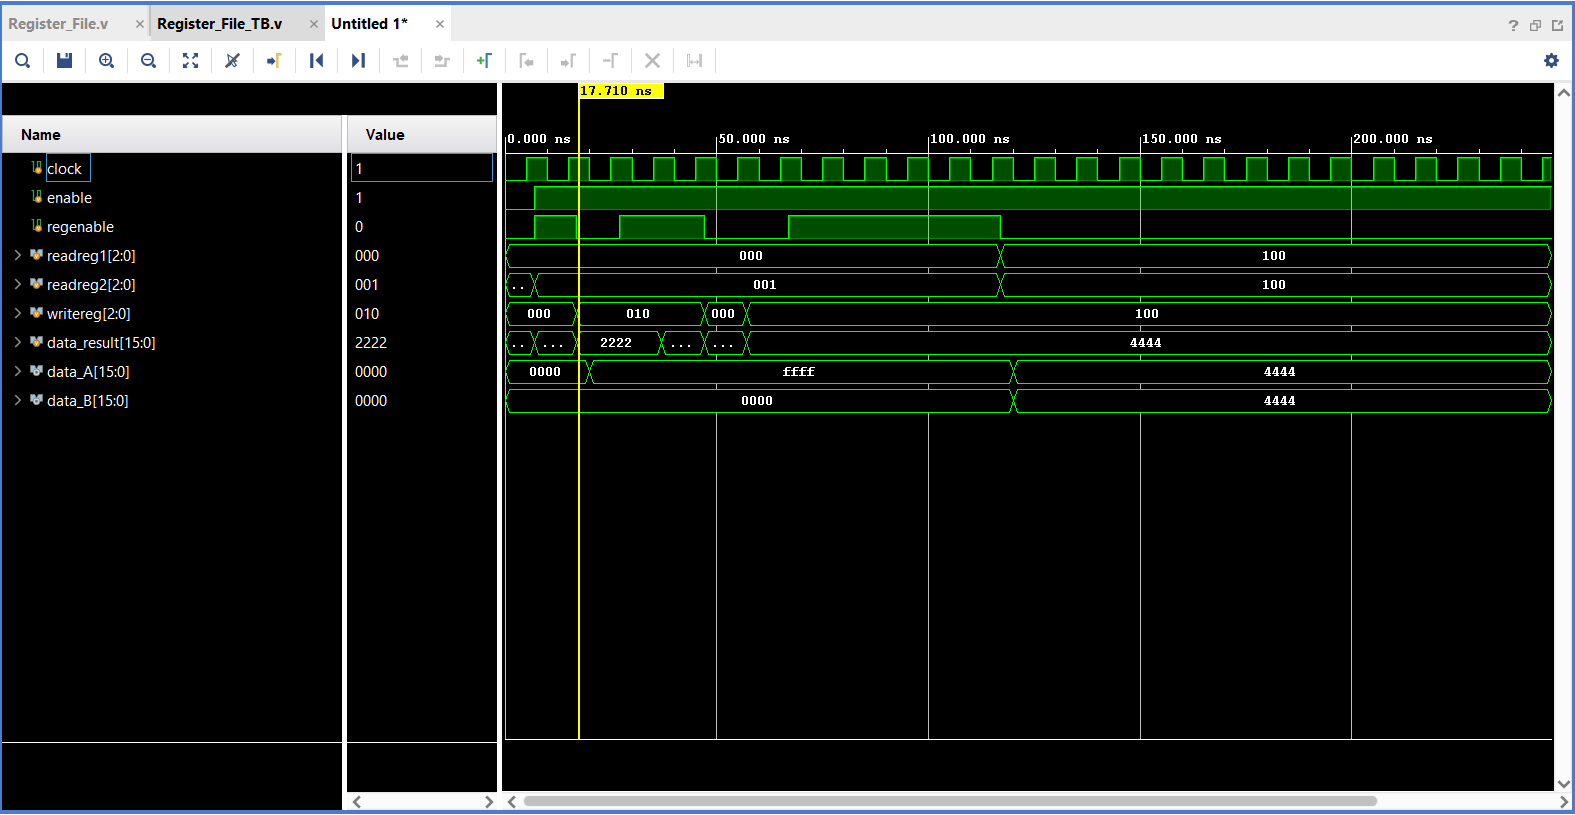 Register_File.v × Register_File_TB.v × Untitled 1* ×
?
17.710 ns
Name Value
0.000 ns 50.000 ns 100.000 ns 150.000 ns 200.000 ns
clock 1
enable 1
regenable 0
readreg1[2:0] 000 000 100
readreg2[2:0] 001 .. 001 100
writereg[2:0] 010 000 010 000 100
data_result[15:0] 2222 .. ... 2222 ... ... 4444
data_A[15:0] 0000 0000 ffff 4444
data_B[15:0] 0000 0000 4444